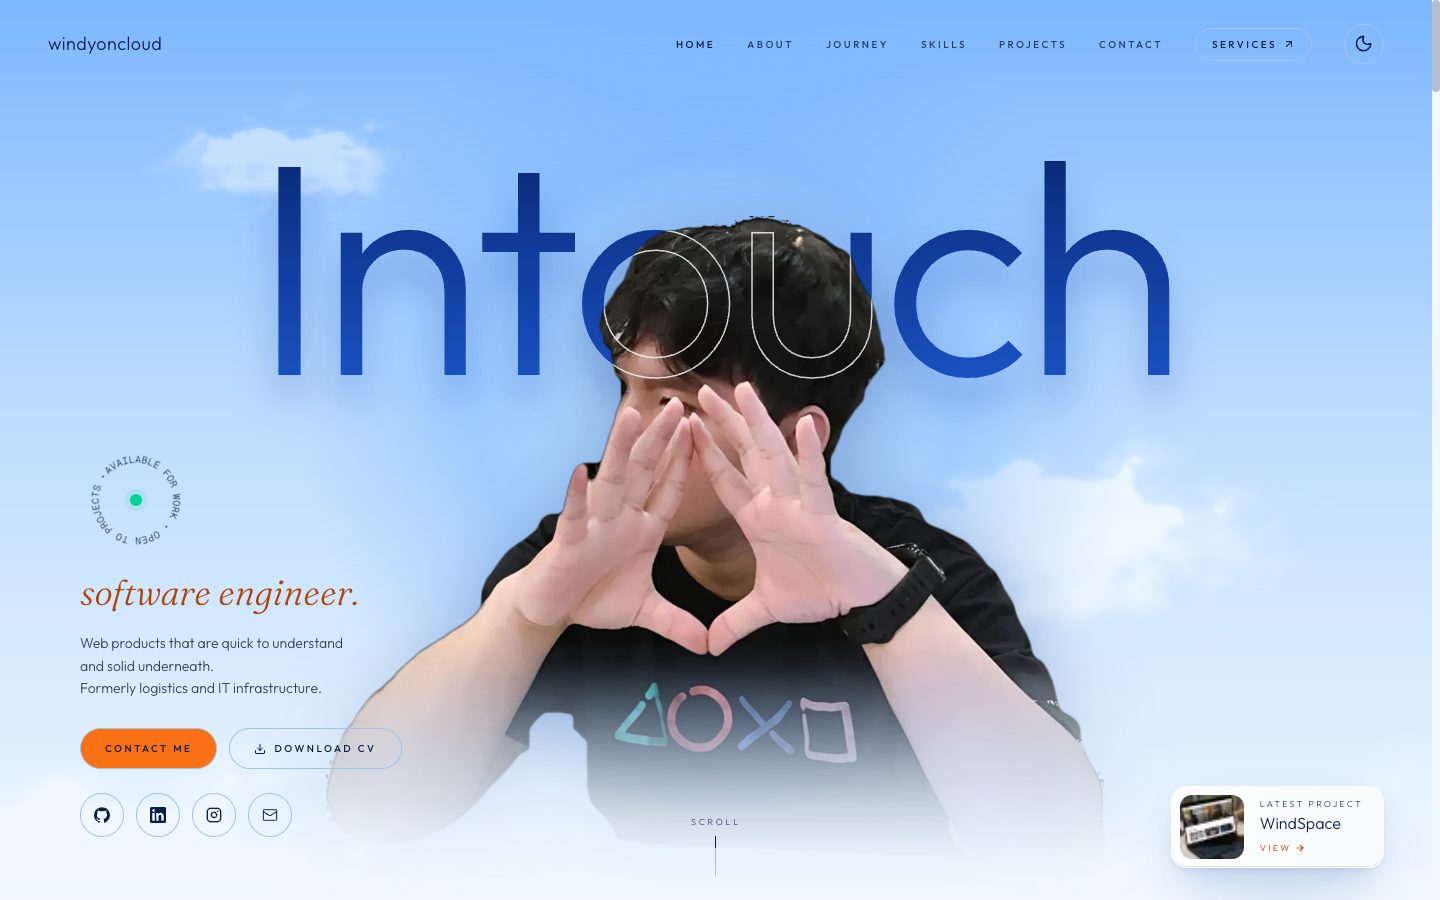 windyoncloud
HOME
ABOUT
JOURNEY
SKILLS
PROJECTS
CONTACT
SERVICES
Intouch
AVAILABLE FOR WORK • OPEN TO PROJECTS •
software engineer.
Web products that are quick to understand
and solid underneath.
Formerly logistics and IT infrastructure.
CONTACT ME
DOWNLOAD CV
SCROLL
LATEST PROJECT
WindSpace
VIEW →